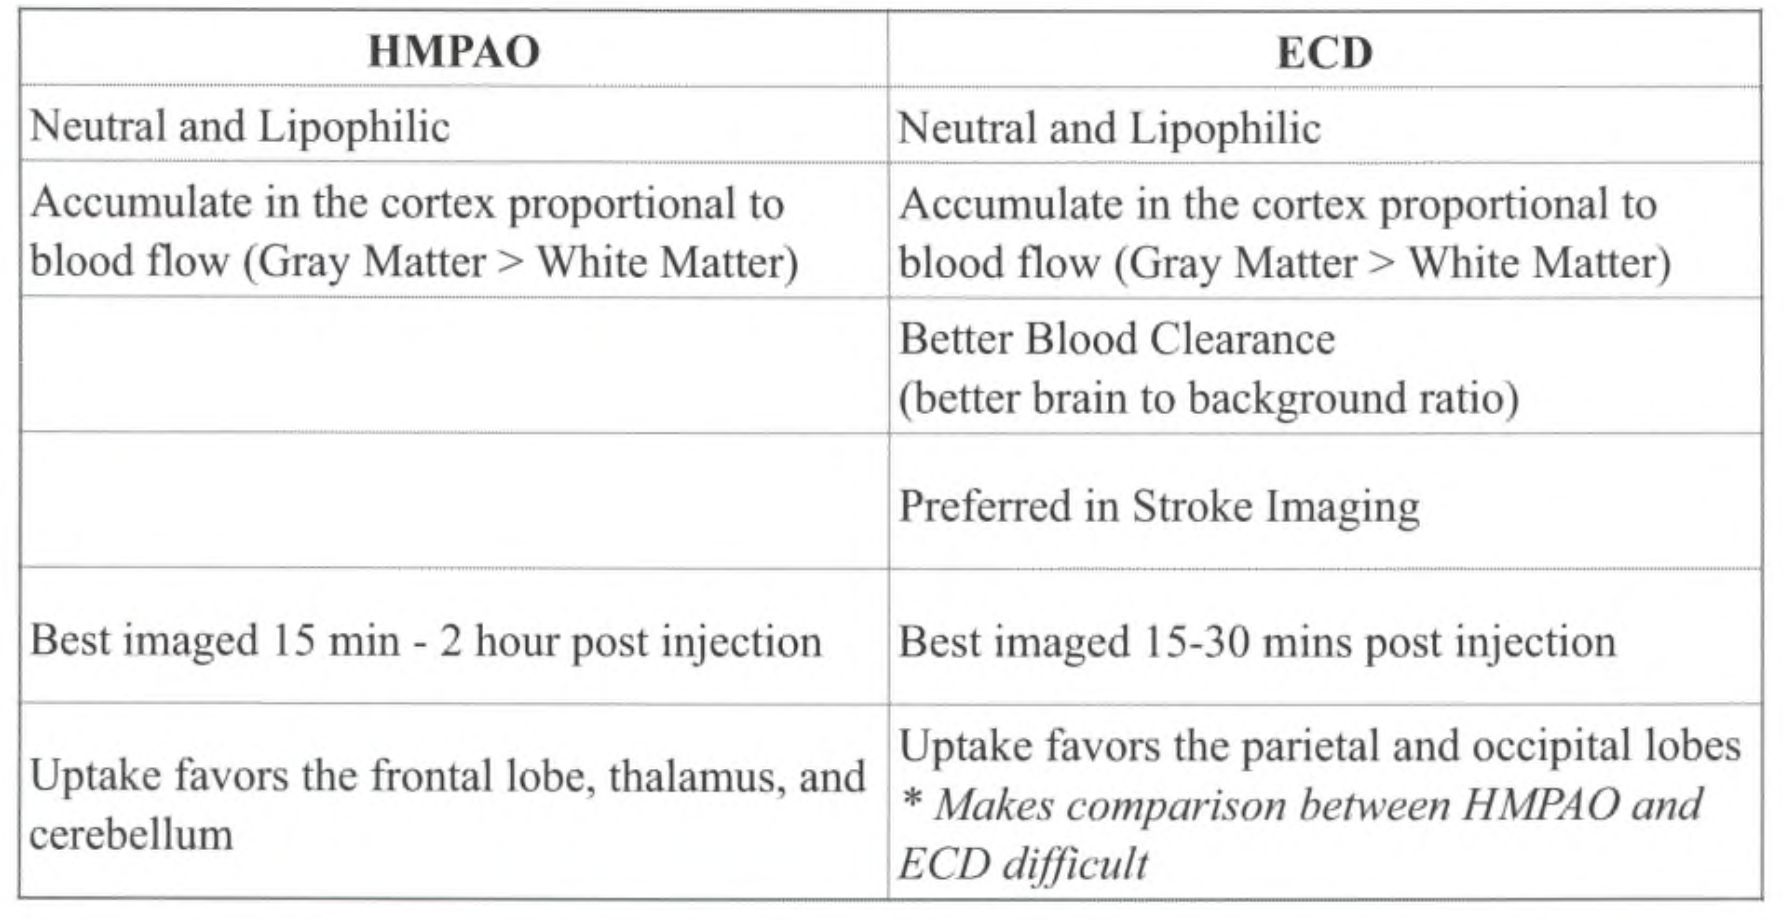 HMPAO
ECD
Neutral and Lipophilic
Neutral and Lipophilic
Accumulate in the cortex proportional to
blood flow (Gray Matter > White Matter)
Accumulate in the cortex proportional to
blood flow (Gray Matter > White Matter)
Better Blood Clearance
(better brain to background ratio)
Preferred in Stroke Imaging
Best imaged 15 min - 2 hour post injection
Best imaged 15-30 mins post injection
Uptake favors the frontal lobe, thalamus, and
cerebellum
Uptake favors the parietal and occipital lobes
* Makes comparison between HMPAO and
ECD difficult